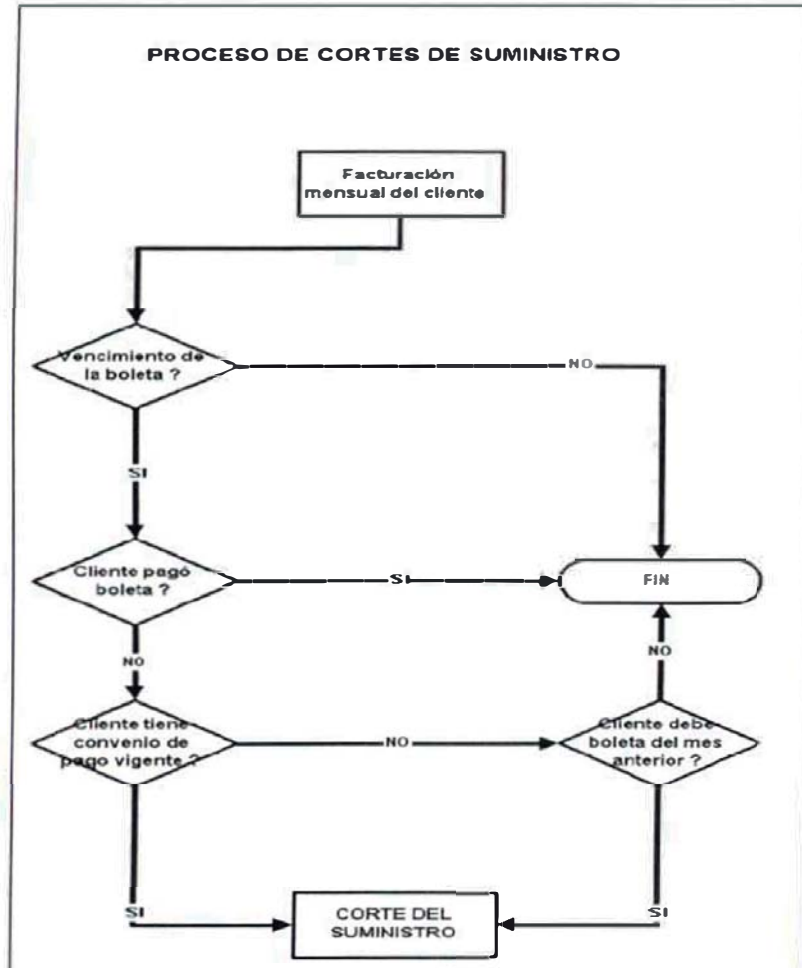 PROCESO DE CORTES DE SUMINISTRO
Facturación
mensual del cliente
Vencimiento de
la boleta ?
NO
SI
Cliente pagó
boleta ?
SI
FIN
NO
NO
Cliente tiene
convenio de
pago vigente ?
NO
Cliente debe
boleta del mes
anterior ?
SI
CORTE DEL
SUMINISTRO
SI